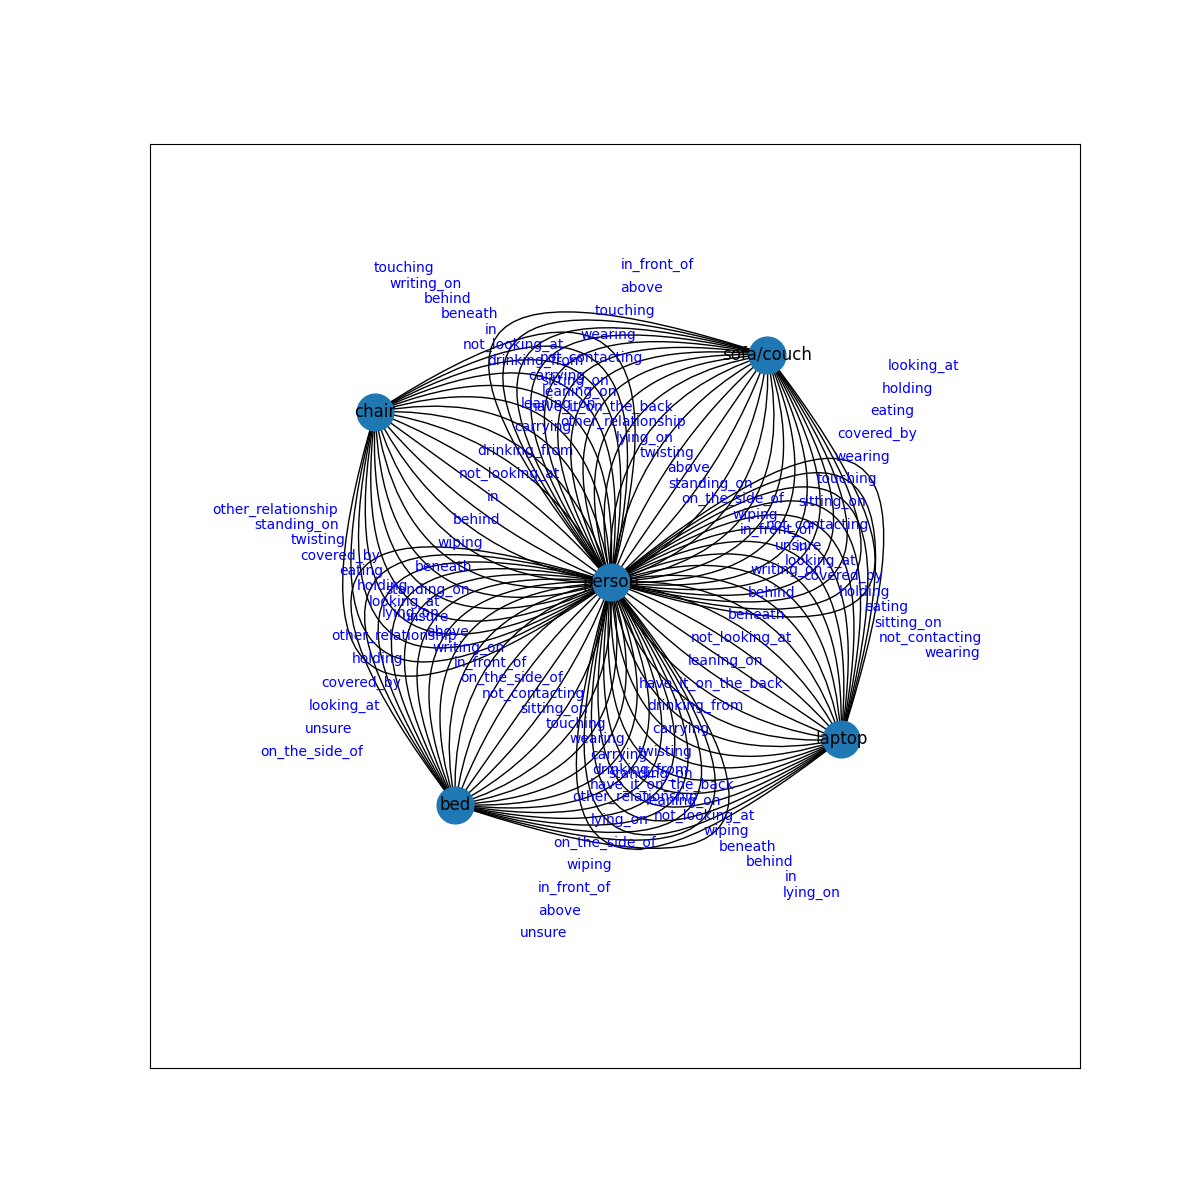 in_front_of
touching
writing_on
above
behind
touching
beneath
in
wearing
not_looking_at
sofa/couch
not_contacting
drinking_from
looking_at
carrying
sitting_on
holding
leaning_on
leaning_on
have_it_on_the_back
chair
eating
other_relationship
carrying
covered_by
lying_on
drinking_from
twisting
wearing
above
not_looking_at
touching
standing_on
in
on_the_side_of
sitting_on
other_relationship
wiping
behind
standing_on
not_contacting
in_front_of
twisting
wiping
unsure
in
covered_by
looking_at
beneath
eating
writing_on
covered_by
person
holding
standing_on
behind
holding
looking_at
eating
lying_on
beneath
unsure
sitting_on
above
other_relationship
not_looking_at
not_contacting
writing_on
wearing
holding
in_front_of
leaning_on
on_the_side_of
covered_by
have_it_on_the_back
not_contacting
looking_at
sitting_on
drinking_from
unsure
touching
carrying
wearing
laptop
on_the_side_of
carrying
twisting
drinking_from
standing_on
have_it_on_the_back
other_relationship
leaning_on
bed
lying_on
not_looking_at
wiping
on_the_side_of
beneath
wiping
behind
in_front_of
in
lying_on
above
unsure